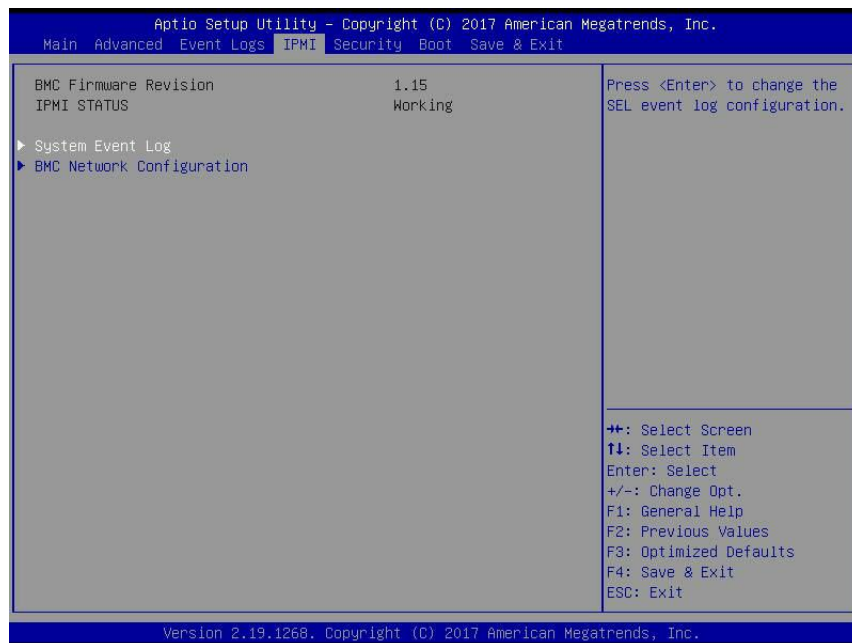 Aptio Setup Utility – Copyright (C) 2017 American Megatrends, Inc.
Main Advanced Event Logs IPMI Security Boot Save & Exit
BMC Firmware Revision 1.15
IPMI STATUS Working
System Event Log
BMC Network Configuration
Press <Enter> to change the
SEL event log configuration.
→←: Select Screen
↑↓: Select Item
Enter: Select
+/-: Change Opt.
F1: General Help
F2: Previous Values
F3: Optimized Defaults
F4: Save & Exit
ESC: Exit
Version 2.19.1268. Copyright (C) 2017 American Megatrends, Inc.